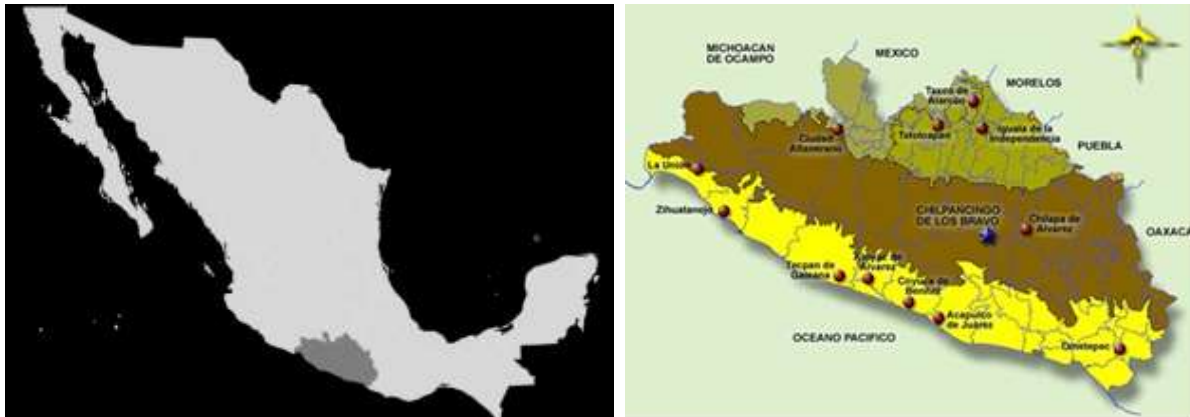 MICHOACAN
DE OCAMPO
MEXICO
MORELOS
Taxco de
Alarcón
Ciudad
Altamirano
Teloloapan
Iguala de la
Independencia
PUEBLA
La Unión
Zihuatanejo
CHILPANCINGO
DE LOS BRAVO
Chilapa de
Alvárez
OAXACA
Tecpan de
Galeana
Atoyac de
Alvarez
Coyuca de
Benítez
Acapulco
de Juárez
OCEANO PACIFICO
Ometepec